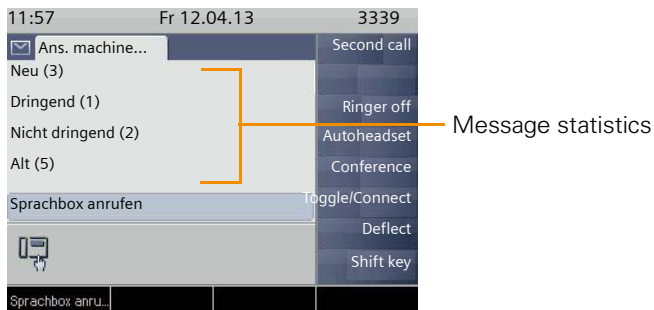 11:57 Fr 12.04.13 3339
Ans. machine...
Neu (3)
Dringend (1)
Nicht dringend (2)
Alt (5)
Sprachbox anrufen
Second call
Ringer off
Autoheadset
Conference
Toggle/Connect
Deflect
Shift key
Sprachbox anru...
Message statistics